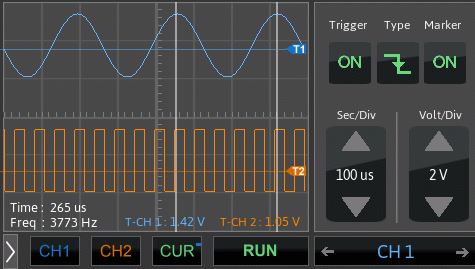 Trigger Type Marker
T1
ON ON
Sec/Div Volt/Div
T2
100 us 2 V
Time : 265 us
Freq : 3773 Hz T-CH 1 : 1.42 V T-CH 2 : 1.05 V
CH1 CH2 CUR RUN CH 1